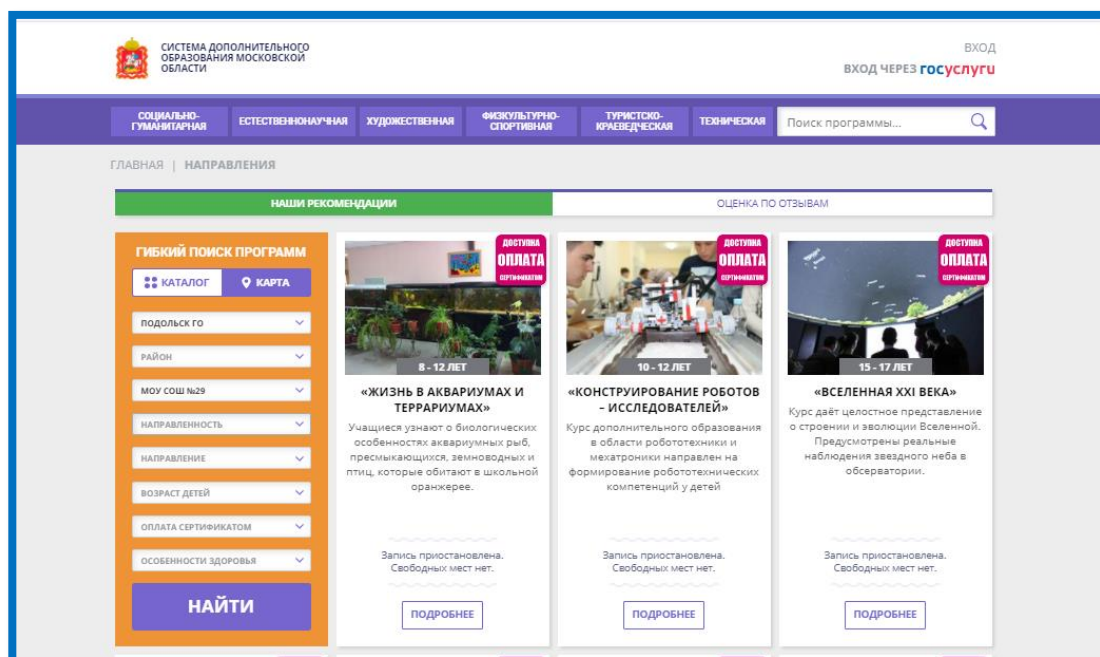 СИСТЕМА ДОПОЛНИТЕЛЬНОГО
ОБРАЗОВАНИЯ МОСКОВСКОЙ
ОБЛАСТИ
ВХОД
ВХОД ЧЕРЕЗ госуслуги
СОЦИАЛЬНО-
ГУМАНИТАРНАЯ
ЕСТЕСТВЕННОНАУЧНАЯ
ХУДОЖЕСТВЕННАЯ
ФИЗКУЛЬТУРНО-
СПОРТИВНАЯ
ТУРИСТСКО-
КРАЕВЕДЧЕСКАЯ
ТЕХНИЧЕСКАЯ
Поиск программы...
ГЛАВНАЯ | НАПРАВЛЕНИЯ
НАШИ РЕКОМЕНДАЦИИ
ОЦЕНКА ПО ОТЗЫВАМ
ГИБКИЙ ПОИСК ПРОГРАММ
КАТАЛОГ
КАРТА
ПОДОЛЬСК ГО
РАЙОН
МОУ СОШ №29
НАПРАВЛЕННОСТЬ
НАПРАВЛЕНИЕ
ВОЗРАСТ ДЕТЕЙ
ОПЛАТА СЕРТИФИКАТОМ
ОСОБЕННОСТИ ЗДОРОВЬЯ
НАЙТИ
ДОСТУПНА
ОПЛАТА
СЕРТИФИКАТОМ
8 - 12 ЛЕТ
«ЖИЗНЬ В АКВАРИУМАХ И
ТЕРРАРИУМАХ»
Учащиеся узнают о биологических
особенностях аквариумных рыб,
пресмыкающихся, земноводных и
птиц, которые обитают в школьной
оранжерее.
Запись приостановлена.
Свободных мест нет.
ПОДРОБНЕЕ
ДОСТУПНА
ОПЛАТА
СЕРТИФИКАТОМ
10 - 12 ЛЕТ
«КОНСТРУИРОВАНИЕ РОБОТОВ
– ИССЛЕДОВАТЕЛЕЙ»
Курс дополнительного образования
в области робототехники и
мехатроники направлен на
формирование робототехнических
компетенций у детей
Запись приостановлена.
Свободных мест нет.
ПОДРОБНЕЕ
ДОСТУПНА
ОПЛАТА
СЕРТИФИКАТОМ
15 - 17 ЛЕТ
«ВСЕЛЕННАЯ XXI ВЕКА»
Курс даёт целостное представление
о строении и эволюции Вселенной.
Предусмотрены реальные
наблюдения звездного неба в
обсерватории.
Запись приостановлена.
Свободных мест нет.
ПОДРОБНЕЕ